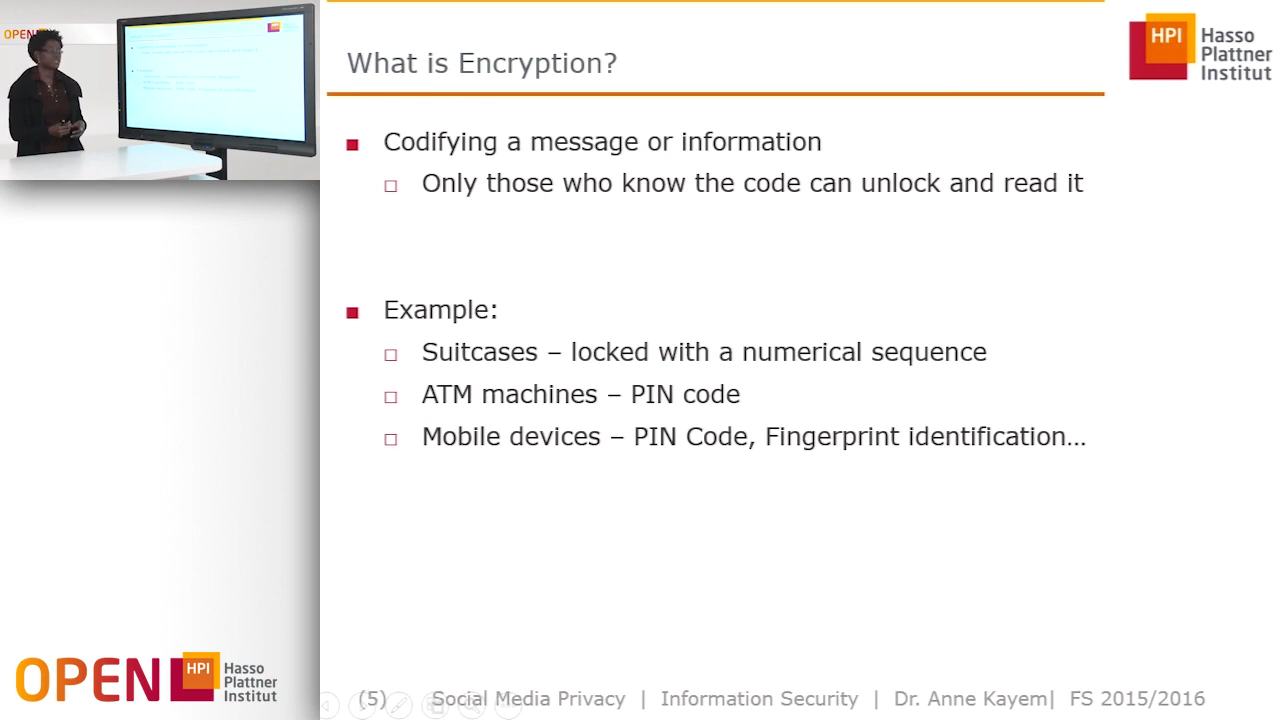 OPEN
What is Encryption?
HPI
Hasso
Plattner
Institut
■ Codifying a message or information
□ Only those who know the code can unlock and read it
■ Example:
□ Suitcases – locked with a numerical sequence
□ ATM machines – PIN code
□ Mobile devices – PIN Code, Fingerprint identification…
OPEN HPI
Hasso
Plattner
Institut
(5) Social Media Privacy | Information Security | Dr. Anne Kayem| FS 2015/2016